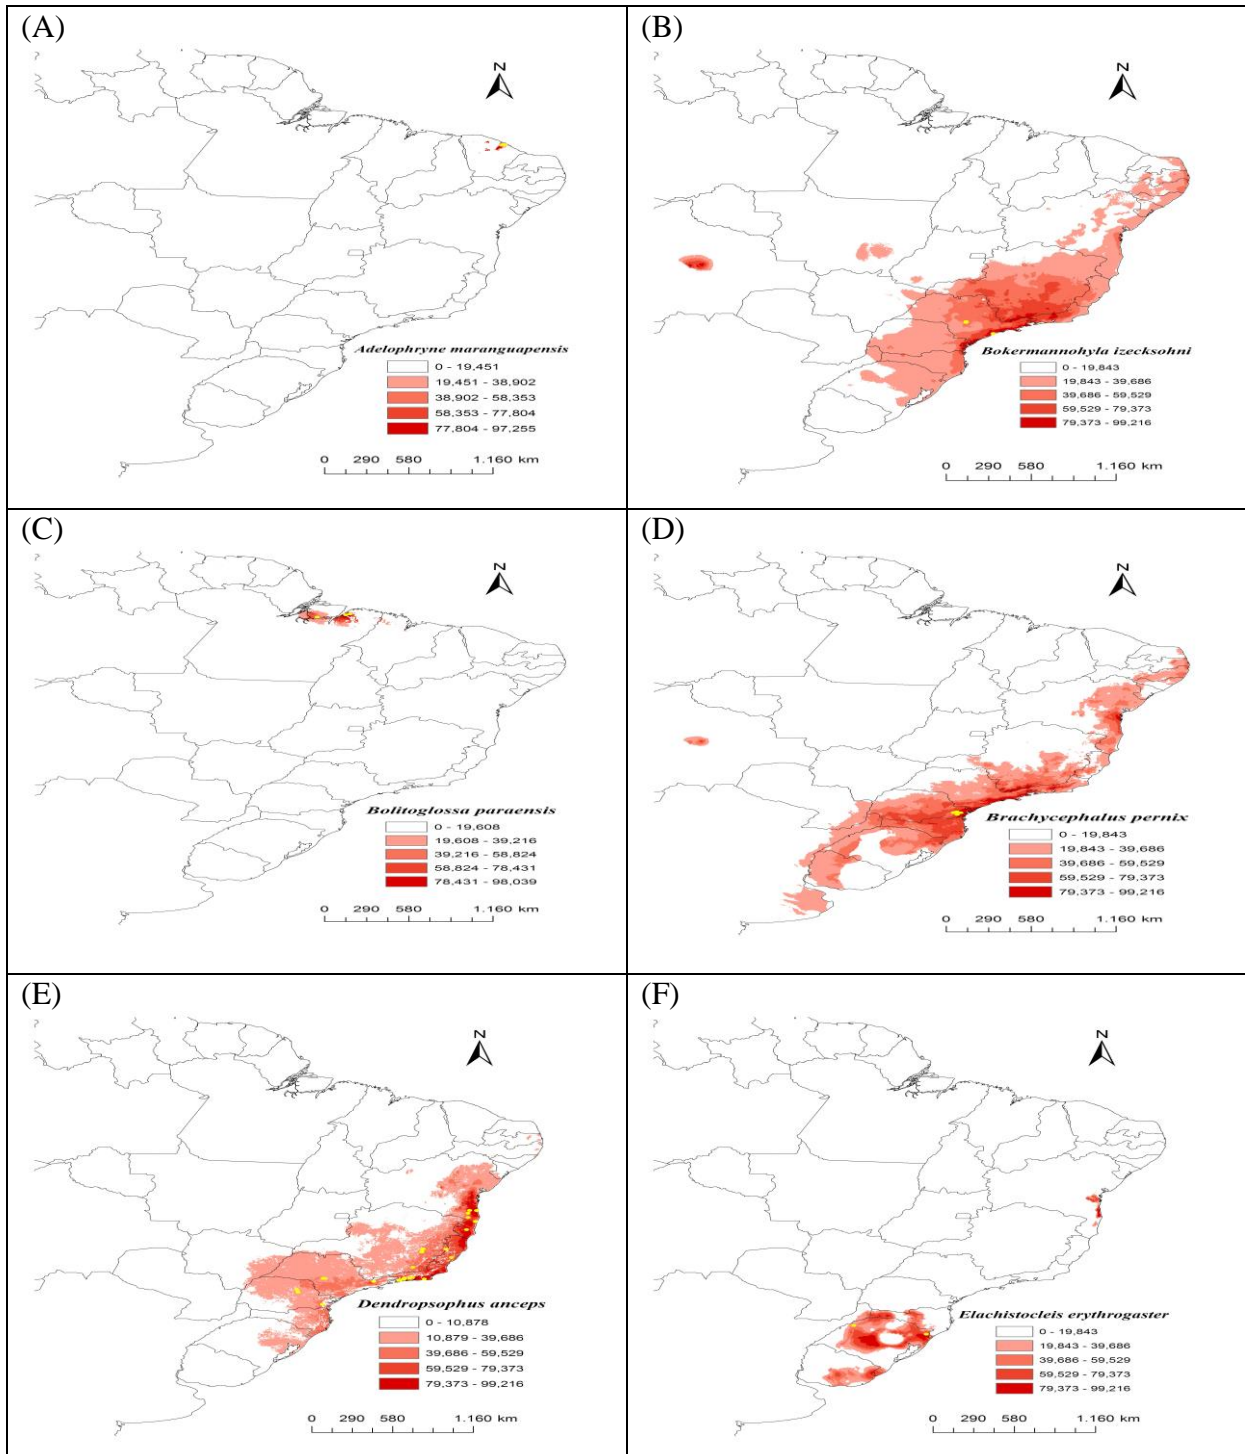 (A)
N
Adelophryne maranguapensis
0 - 19,451
19,451 - 38,902
38,902 - 58,353
58,353 - 77,804
77,804 - 97,255
0 290 580 1.160 km
(B)
N
Bokermannohyla izecksohni
0 - 19,843
19,843 - 39,686
39,686 - 59,529
59,529 - 79,373
79,373 - 99,216
0 290 580 1.160 km
(C)
N
Bolitoglossa paraensis
0 - 19,608
19,608 - 39,216
39,216 - 58,824
58,824 - 78,431
78,431 - 98,039
0 290 580 1.160 km
(D)
N
Brachycephalus pernix
0 - 19,843
19,843 - 39,686
39,686 - 59,529
59,529 - 79,373
79,373 - 99,216
0 290 580 1.160 km
(E)
N
Dendropsophus anceps
0 - 10,878
10,879 - 39,686
39,686 - 59,529
59,529 - 79,373
79,373 - 99,216
0 290 580 1.160 km
(F)
N
Elachistocleis erythrogaster
0 - 19,843
19,843 - 39,686
39,686 - 59,529
59,529 - 79,373
79,373 - 99,216
0 290 580 1.160 km